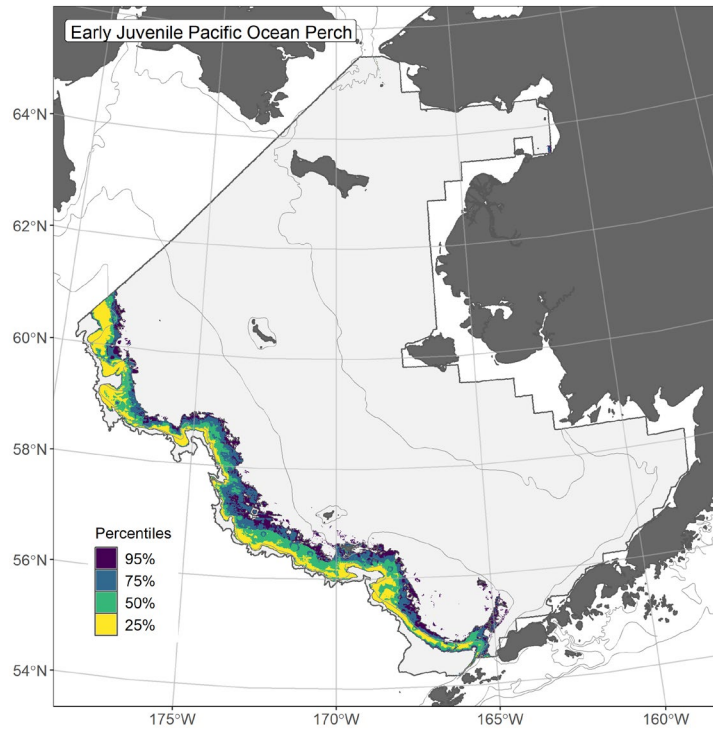 Early Juvenile Pacific Ocean Perch
64°N
62°N
60°N
58°N
56°N
54°N
Percentiles
95%
75%
50%
25%
175°W
170°W
165°W
160°W